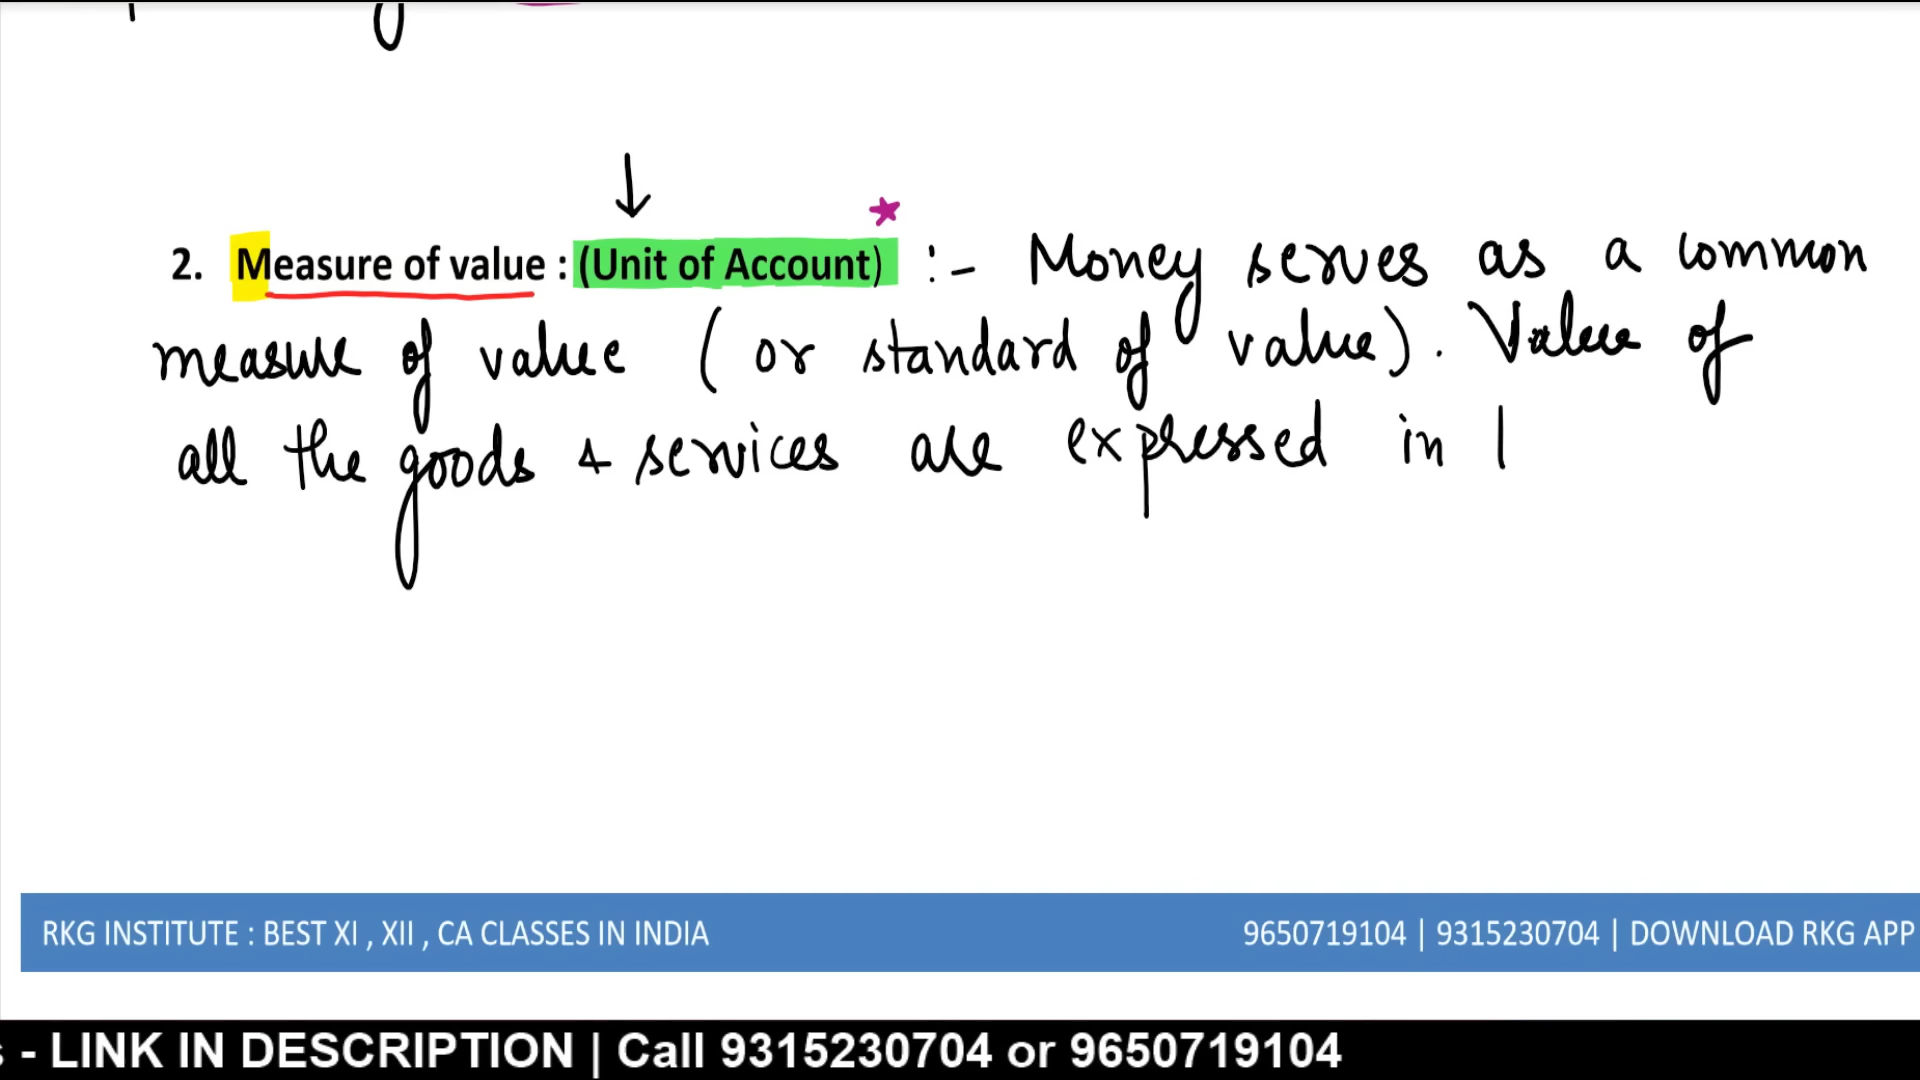 2. Measure of value : (Unit of Account) :- Money serves as a common
measure of value (or standard of value). Value of
all the goods & services are expressed in
RKG INSTITUTE : BEST XI , XII , CA CLASSES IN INDIA
9650719104 | 9315230704 | DOWNLOAD RKG APP
- LINK IN DESCRIPTION | Call 9315230704 or 9650719104